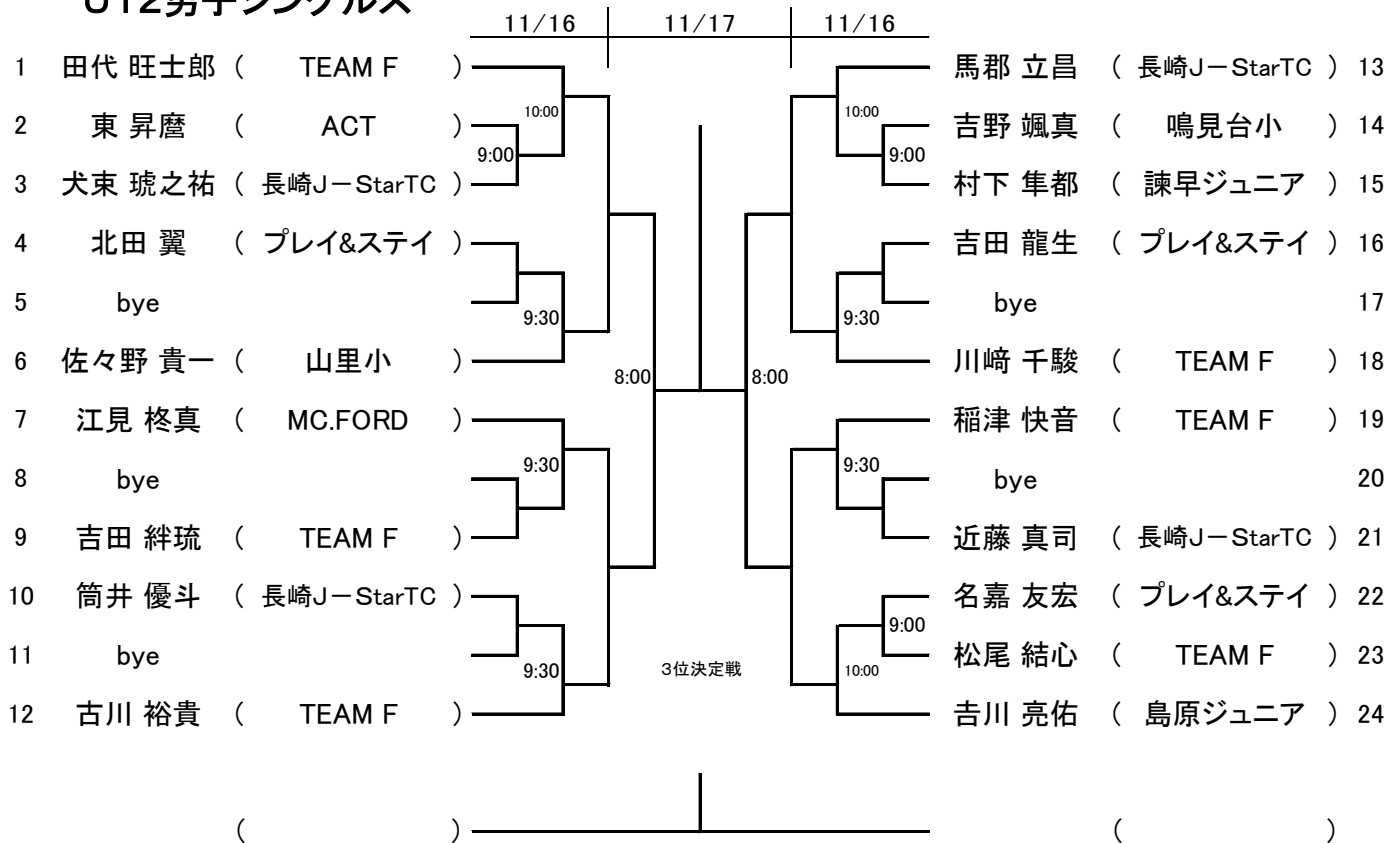 U12男子シングルス
11/16 11/17 11/16
1 田代 旺士郎 ( TEAM F ) 馬郡 立昌 ( 長崎J-StarTC ) 13
10:00 10:00
2 東 昇麿 ( ACT ) 吉野 颯真 ( 鳴見台小 ) 14
9:00 9:00
3 犬束 琥之祐 ( 長崎J-StarTC ) 村下 隼都 ( 諫早ジュニア ) 15
4 北田 翼 ( プレイ&ステイ ) 吉田 龍生 ( プレイ&ステイ ) 16
5 bye bye 17
9:30 9:30
6 佐々野 貴一 ( 山里小 ) 川﨑 千駿 ( TEAM F ) 18
8:00 8:00
7 江見 柊真 ( MC.FORD ) 稲津 快音 ( TEAM F ) 19
9:30 9:30
8 bye bye 20
9 吉田 絆琉 ( TEAM F ) 近藤 真司 ( 長崎J-StarTC ) 21
10 筒井 優斗 ( 長崎J-StarTC ) 名嘉 友宏 ( プレイ&ステイ ) 22
9:00
11 bye 松尾 結心 ( TEAM F ) 23
9:30 3位決定戦 10:00
12 古川 裕貴 ( TEAM F ) 𠮷川 亮佑 ( 島原ジュニア ) 24
( ) ( )